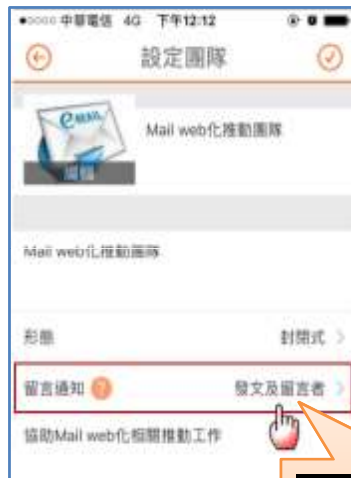 ●○○○○ 中華電信 4G 下午12:12
設定團隊
e MAIL
編輯
Mail web化推動團隊
Mail web化推動團隊
形態 封閉式 >
留言通知 ? 發文及留言者 >
協助Mail web化相關推動工作